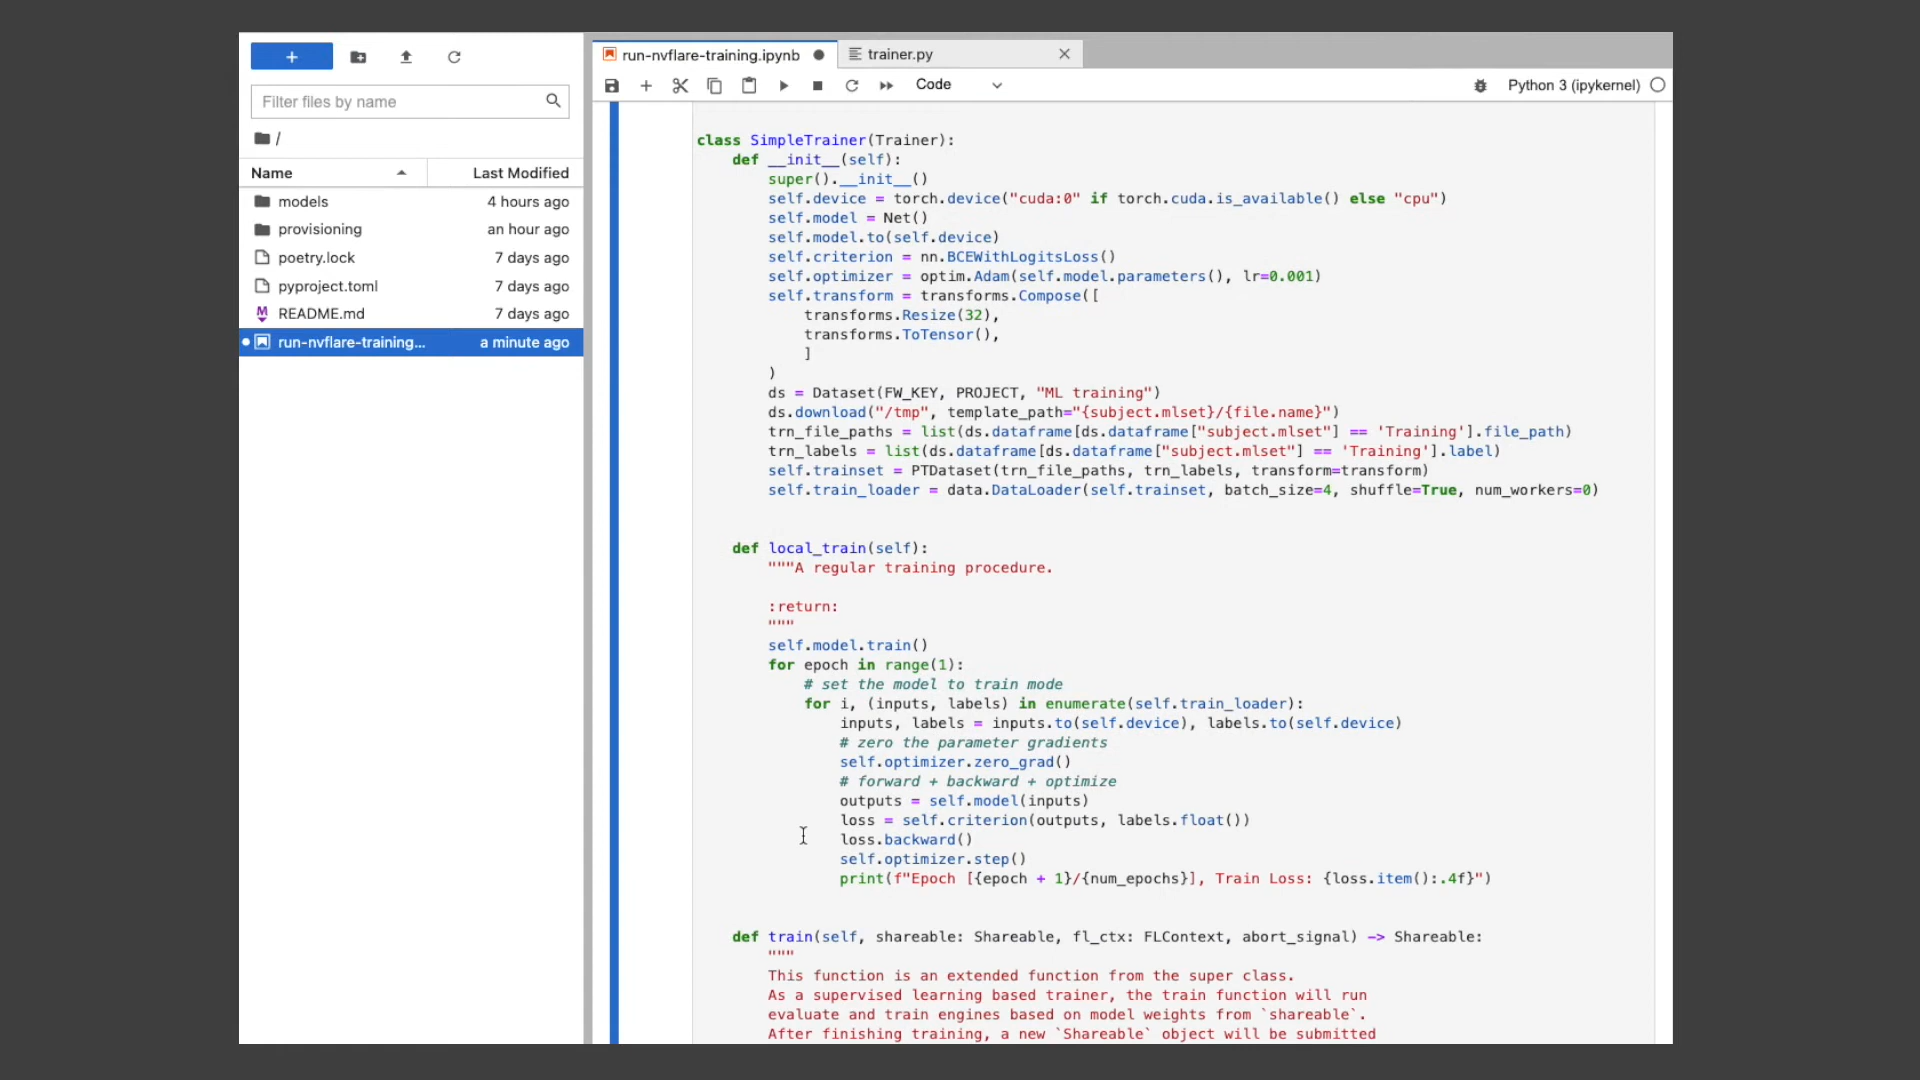 +
Filter files by name
/
Name Last Modified
models 4 hours ago
provisioning an hour ago
poetry.lock 7 days ago
pyproject.toml 7 days ago
README.md 7 days ago
run-nvflare-training... a minute ago
run-nvflare-training.ipynb trainer.py
Code Python 3 (ipykernel)
class SimpleTrainer(Trainer):
    def __init__(self):
        super().__init__()
        self.device = torch.device("cuda:0" if torch.cuda.is_available() else "cpu")
        self.model = Net()
        self.model.to(self.device)
        self.criterion = nn.BCEWithLogitsLoss()
        self.optimizer = optim.Adam(self.model.parameters(), lr=0.001)
        self.transform = transforms.Compose([
            transforms.Resize(32),
            transforms.ToTensor(),
            ]
        )
        ds = Dataset(FW_KEY, PROJECT, "ML training")
        ds.download("/tmp", template_path="{subject.mlset}/{file.name}")
        trn_file_paths = list(ds.dataframe[ds.dataframe["subject.mlset"] == 'Training'].file_path)
        trn_labels = list(ds.dataframe[ds.dataframe["subject.mlset"] == 'Training'].label)
        self.trainset = PTDataset(trn_file_paths, trn_labels, transform=transform)
        self.train_loader = data.DataLoader(self.trainset, batch_size=4, shuffle=True, num_workers=0)
    def local_train(self):
        """A regular training procedure.
        :return:
        """
        self.model.train()
        for epoch in range(1):
            # set the model to train mode
            for i, (inputs, labels) in enumerate(self.train_loader):
                inputs, labels = inputs.to(self.device), labels.to(self.device)
                # zero the parameter gradients
                self.optimizer.zero_grad()
                # forward + backward + optimize
                outputs = self.model(inputs)
                loss = self.criterion(outputs, labels.float())
                loss.backward()
                self.optimizer.step()
                print(f"Epoch [{epoch + 1}/{num_epochs}], Train Loss: {loss.item():.4f}")
    def train(self, shareable: Shareable, fl_ctx: FLContext, abort_signal) -> Shareable:
        """
        This function is an extended function from the super class.
        As a supervised learning based trainer, the train function will run
        evaluate and train engines based on model weights from `shareable`.
        After finishing training, a new `Shareable` object will be submitted